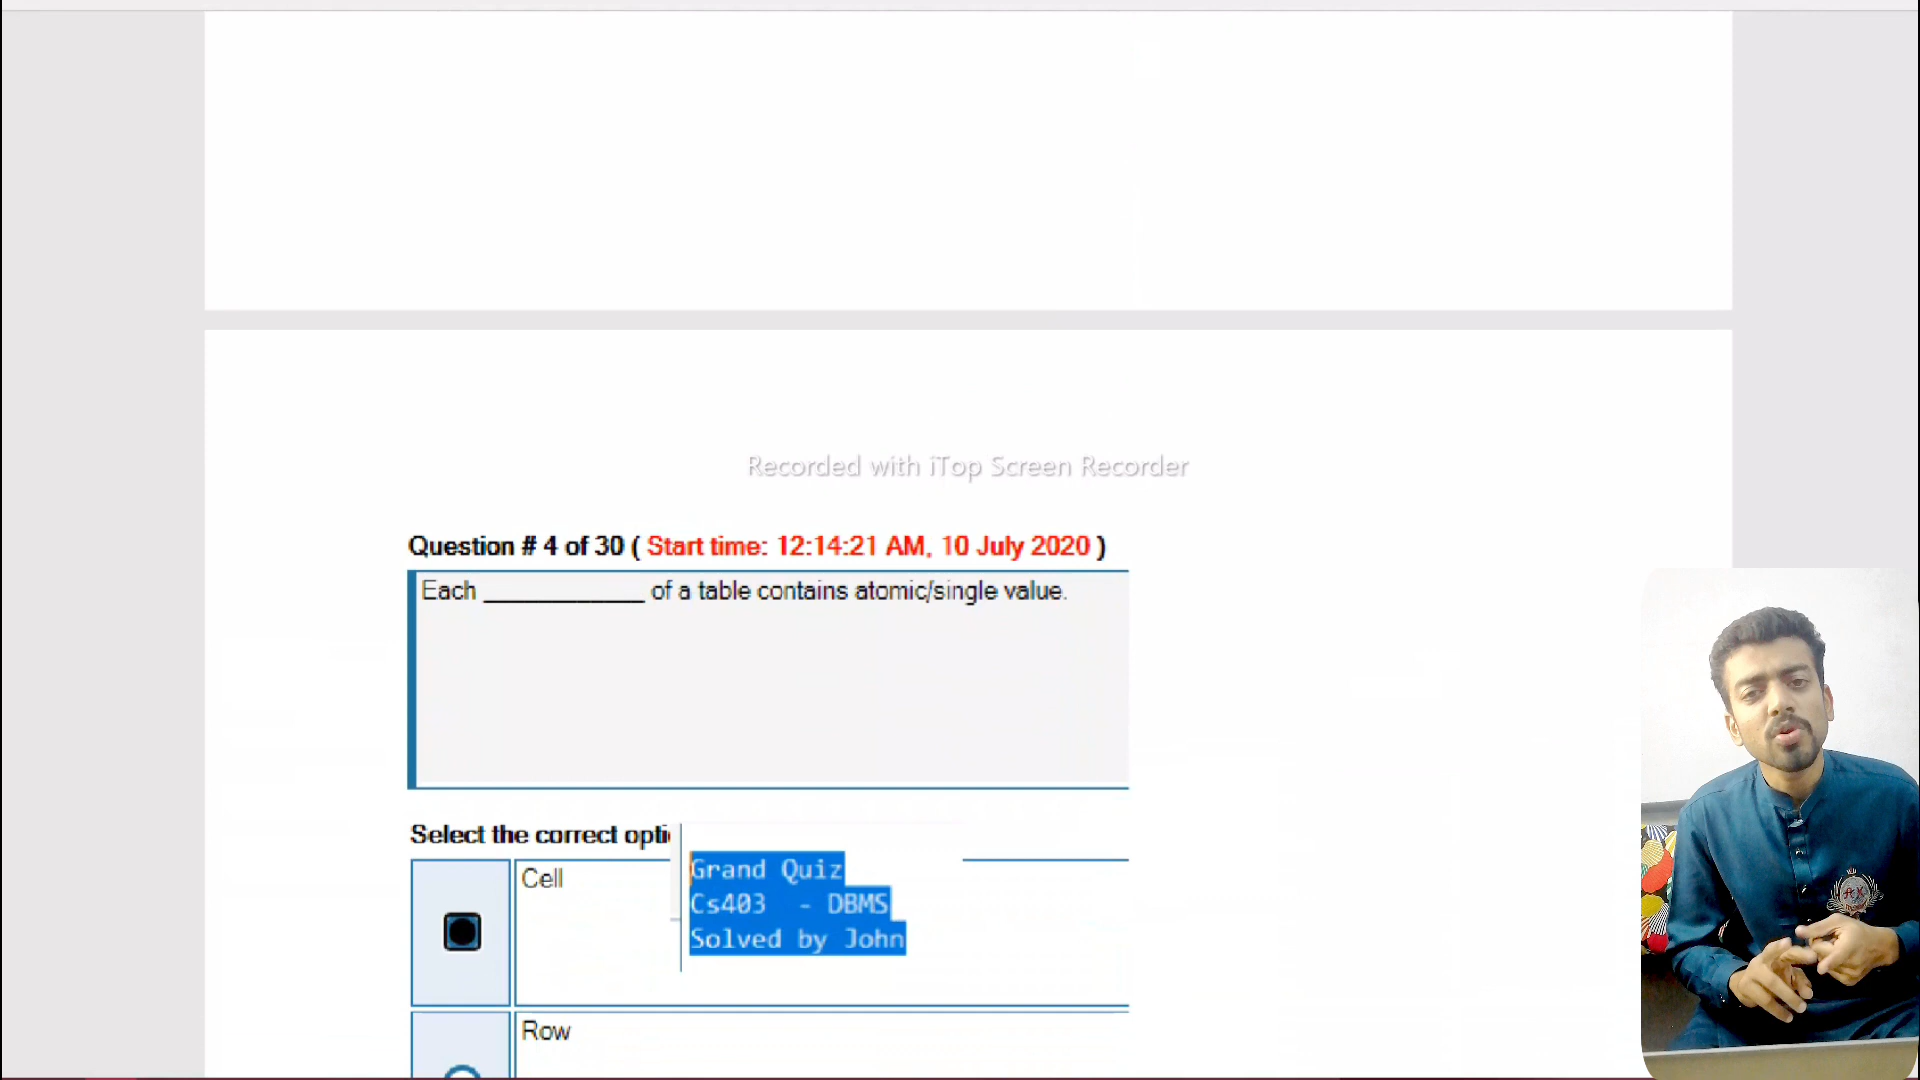 Recorded with iTop Screen Recorder
Question # 4 of 30 ( Start time: 12:14:21 AM, 10 July 2020 )
Each ____________ of a table contains atomic/single value.
Select the correct opti
Cell
Grand Quiz
Cs403 - DBMS
Solved by John
Row